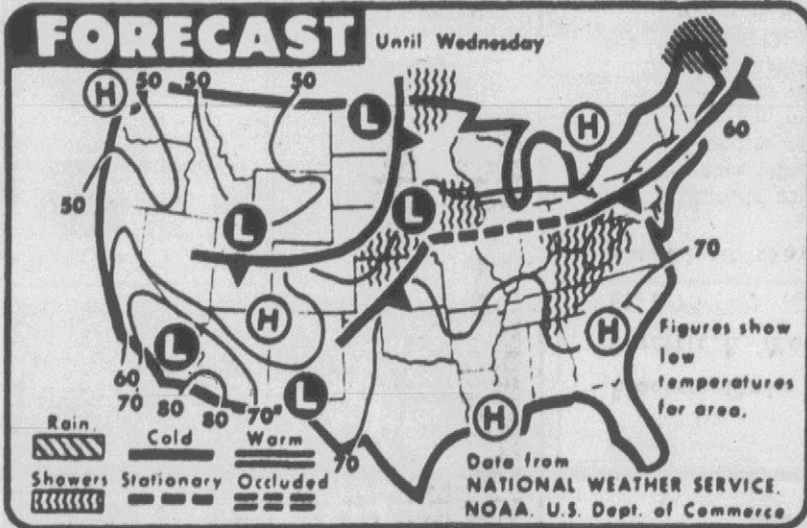 FORECAST Until Wednesday
50 50 50
H
H
L
60
50
L
L
70
H
H
L
L
H
60
70
80
80
70°
70
Figures show
low
temperatures
for area.
Rain
Cold Warm
Showers Stationary Occluded
Data from
NATIONAL WEATHER SERVICE,
NOAA, U.S. Dept. of Commerce